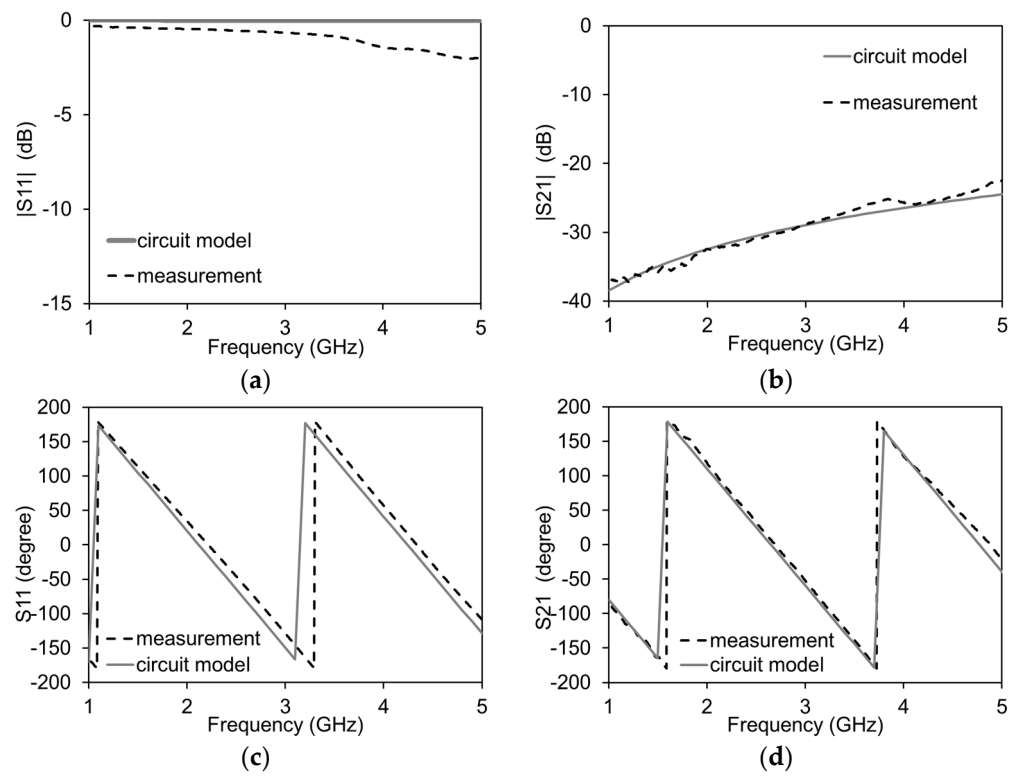 0
-5
-10
-15
|S11| (dB)
circuit model
measurement
1 2 3 4 5
Frequency (GHz)
(a)
0
-10
-20
-30
-40
|S21| (dB)
circuit model
measurement
1 2 3 4 5
Frequency (GHz)
(b)
200
150
100
50
0
-50
-100
-150
-200
S11 (degree)
measurement
circuit model
1 2 3 4 5
Frequency (GHz)
(c)
200
150
100
50
0
-50
-100
-150
-200
S21 (degree)
measurement
circuit model
1 2 3 4 5
Frequency (GHz)
(d)